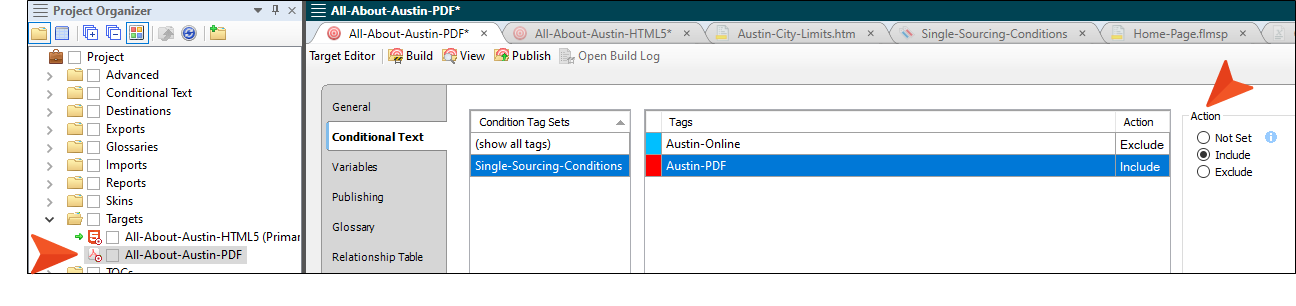 Project Organizer
All-About-Austin-PDF*
All-About-Austin-PDF*
All-About-Austin-HTML5*
Austin-City-Limits.htm
Single-Sourcing-Conditions
Home-Page.flmsp
Target Editor
Build
View
Publish
Open Build Log
Project
Advanced
Conditional Text
Destinations
Exports
Glossaries
Imports
Reports
Skins
Targets
All-About-Austin-HTML5 (Primar
All-About-Austin-PDF
TOCs
General
Conditional Text
Variables
Publishing
Glossary
Relationship Table
Condition Tag Sets
(show all tags)
Single-Sourcing-Conditions
Tags Action
Austin-Online Exclude
Austin-PDF Include
Action
Not Set
Include
Exclude